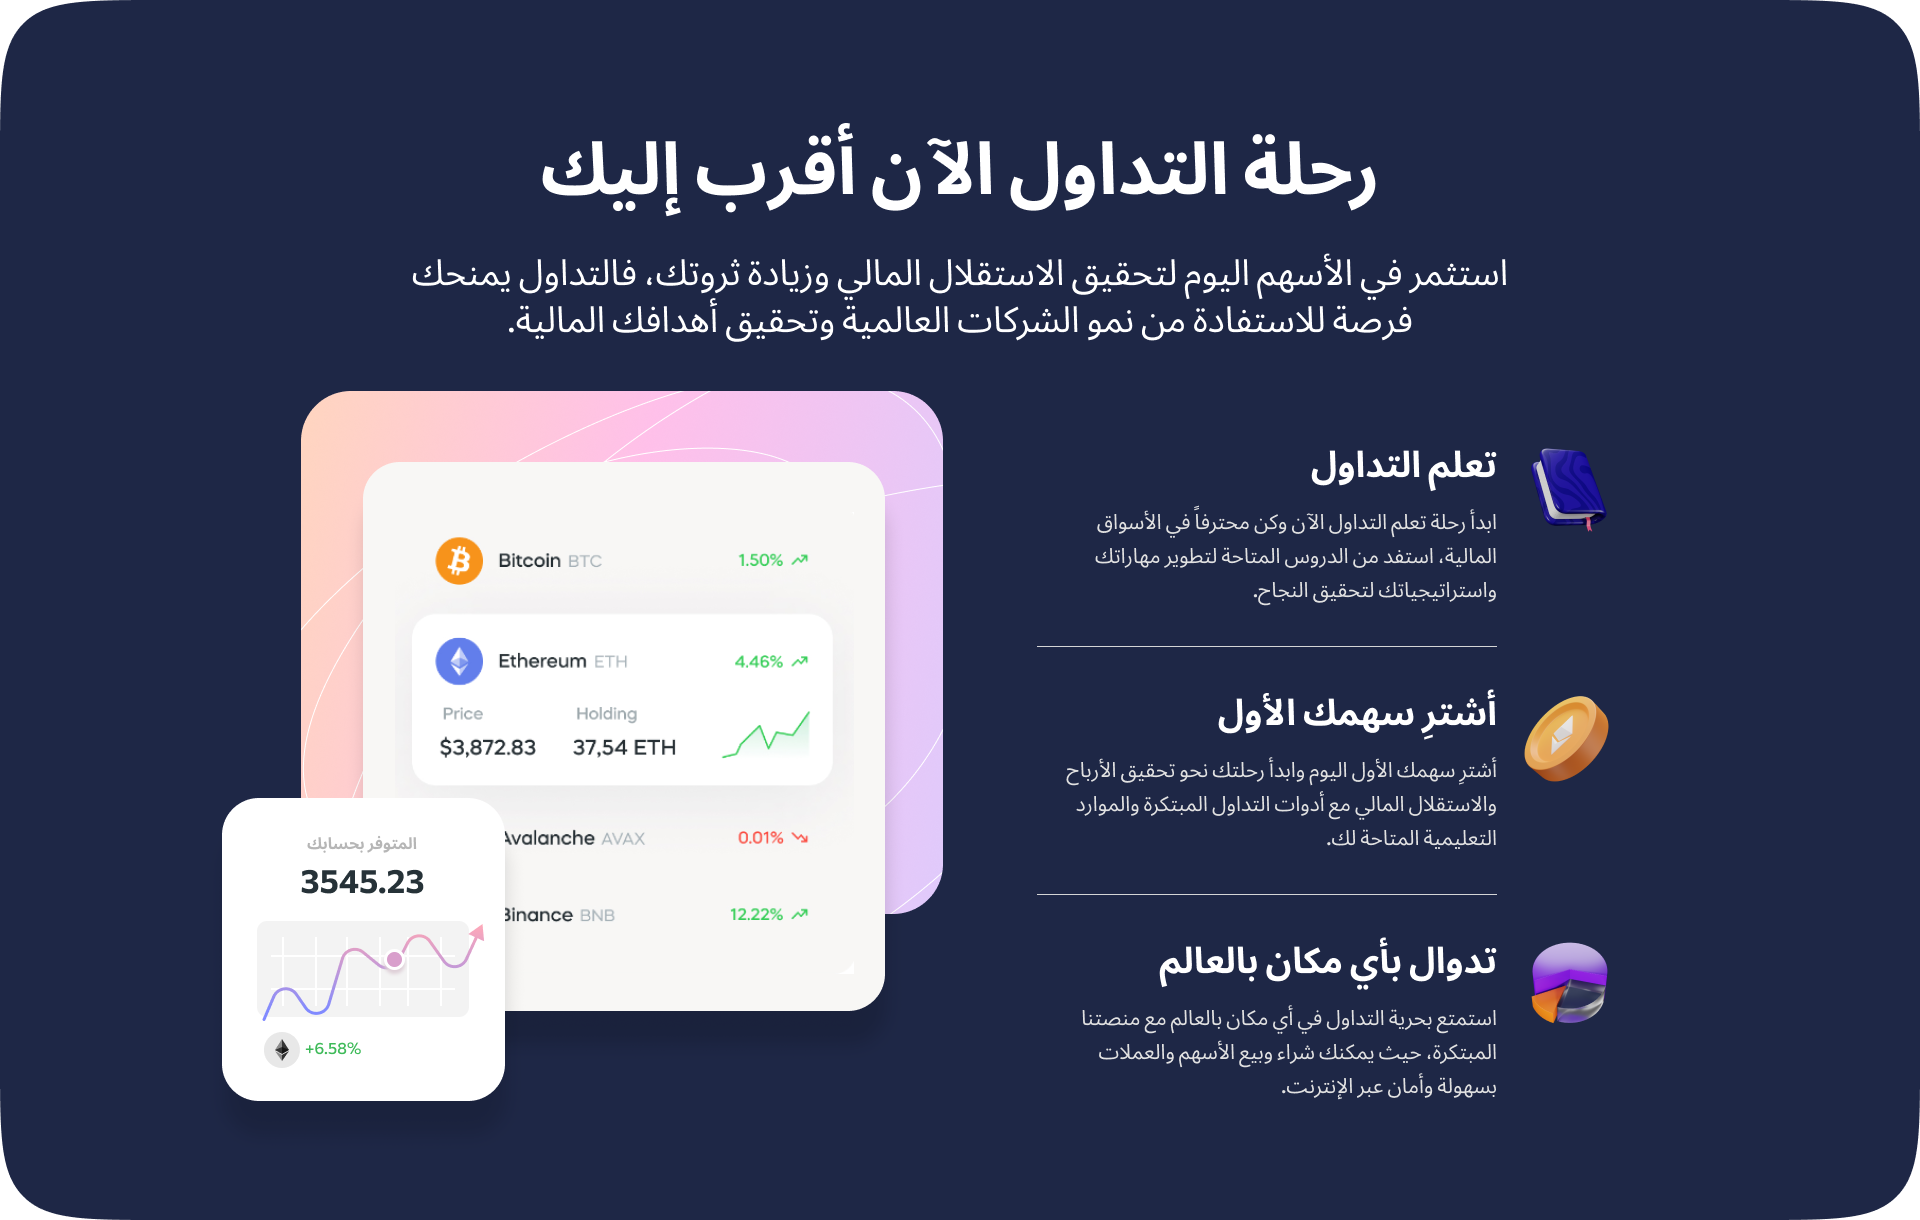 رحلة التداول الآن أقرب إليك
استثمر في الأسهم اليوم لتحقيق الاستقلال المالي وزيادة ثروتك، فالتداول يمنحك
فرصة للاستفادة من نمو الشركات العالمية وتحقيق أهدافك المالية.
تعلم التداول
ابدأ رحلة تعلم التداول الآن وكن محترفاً في الأسواق
المالية، استفد من الدروس المتاحة لتطوير مهاراتك
واستراتيجياتك لتحقيق النجاح.
أشترِ سهمك الأول
أشترِ سهمك الأول اليوم وابدأ رحلتك نحو تحقيق الأرباح
والاستقلال المالي مع أدوات التداول المبتكرة والموارد
التعليمية المتاحة لك.
تدوال بأي مكان بالعالم
استمتع بحرية التداول في أي مكان بالعالم مع منصتنا
المبتكرة، حيث يمكنك شراء وبيع الأسهم والعملات
بسهولة وأمان عبر الإنترنت.
Bitcoin BTC 1.50%
Ethereum ETH 4.46%
Price Holding
$3,872.83 37,54 ETH
Avalanche AVAX 0.01%
Binance BNB 12.22%
المتوفر بحسابك
3545.23
+6.58%